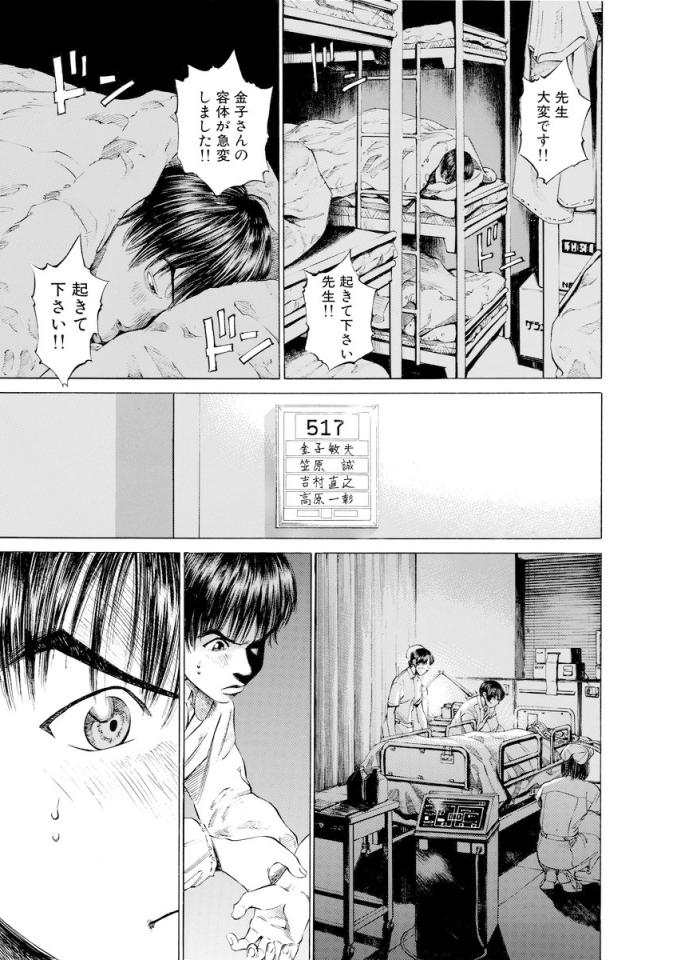 先生
大変です!!
起きて下さい
先生!!
ドン
ドン
金子さんの
容体が急変
しました!!
ドン
ドン
起きて
下さい!!
517
金子敏夫
笠原 誠
吉村直之
高原一彰